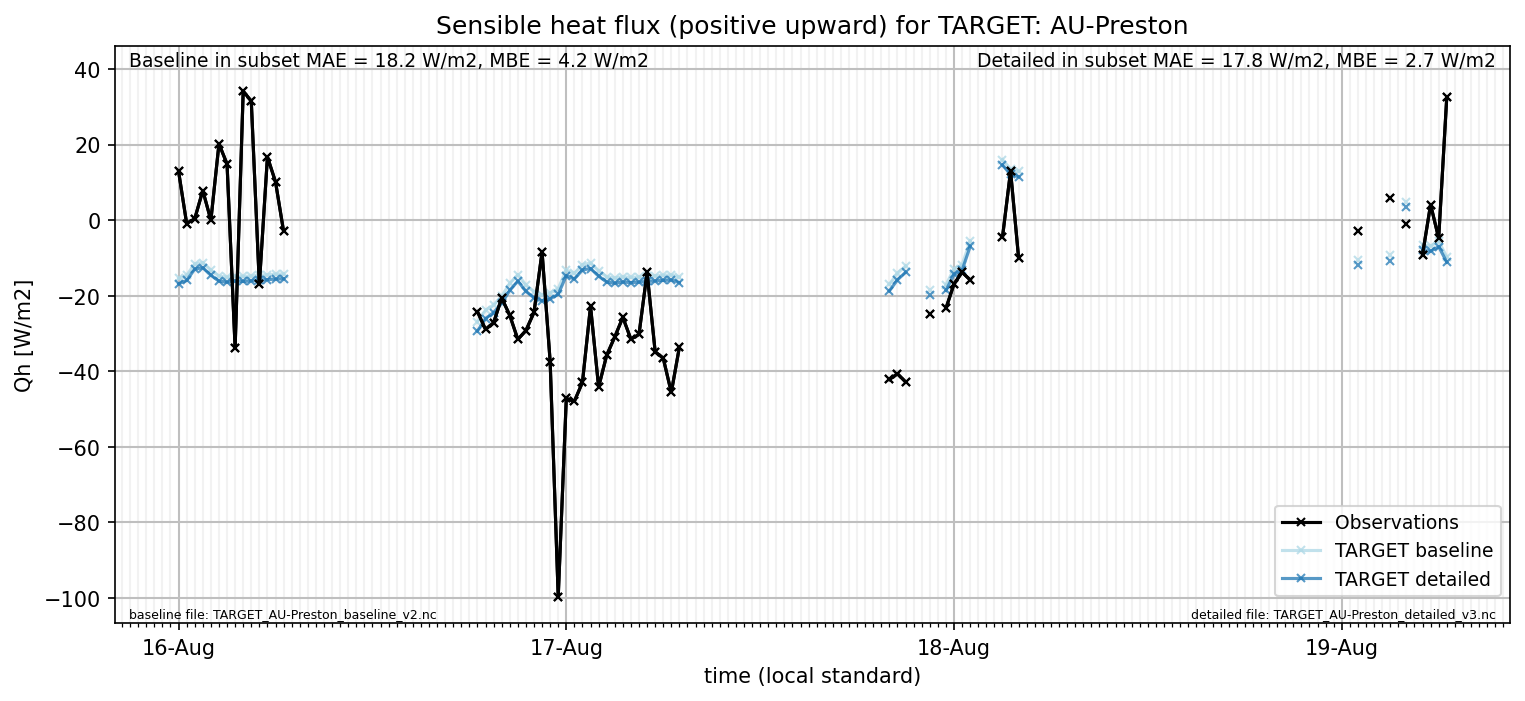 Sensible heat flux (positive upward) for TARGET: AU-Preston
Baseline in subset MAE = 18.2 W/m2, MBE = 4.2 W/m2
Detailed in subset MAE = 17.8 W/m2, MBE = 2.7 W/m2
40
20
0
−20
−40
−60
−80
−100
Qh [W/m2]
Observations
TARGET baseline
TARGET detailed
baseline file: TARGET_AU-Preston_baseline_v2.nc
detailed file: TARGET_AU-Preston_detailed_v3.nc
16-Aug
17-Aug
18-Aug
19-Aug
time (local standard)